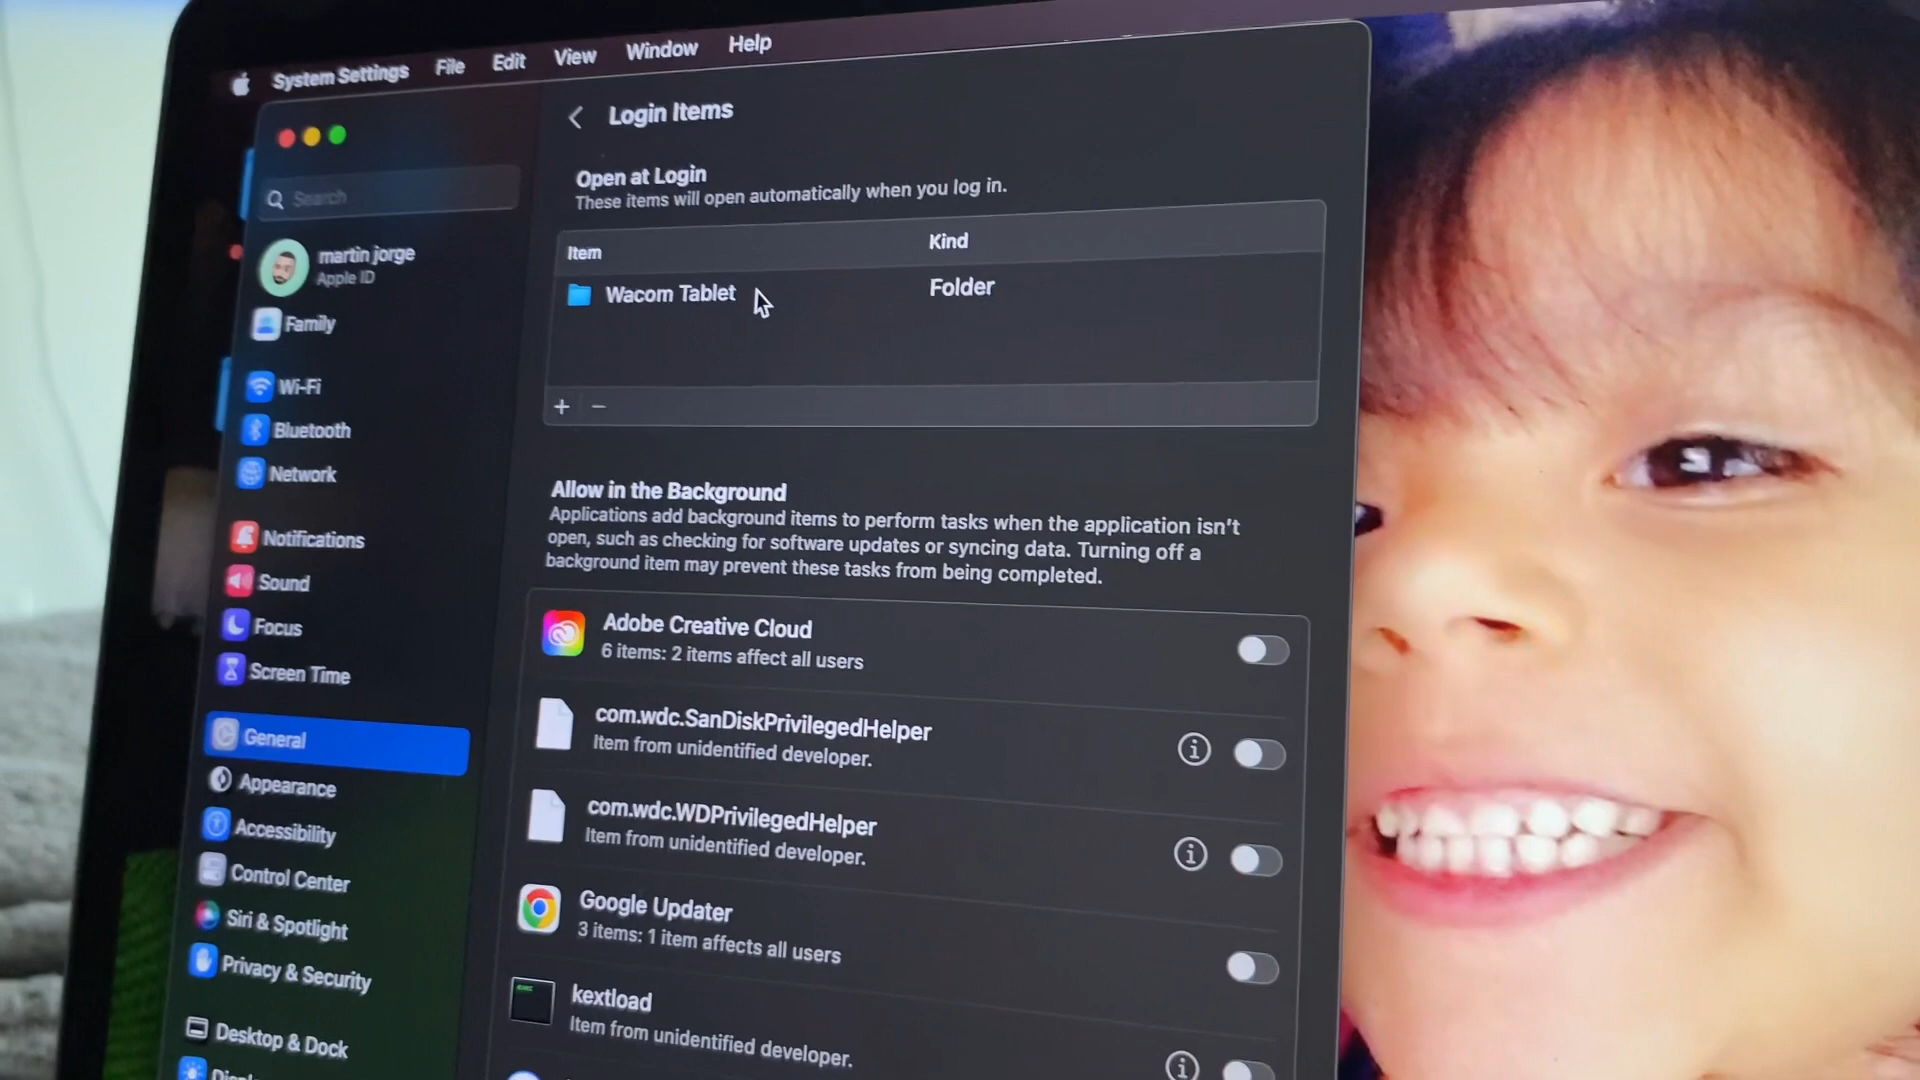 System Settings File Edit View Window Help
Login Items
Search
martin jorge
Apple ID
Family
Wi-Fi
Bluetooth
Network
Notifications
Sound
Focus
Screen Time
General
Appearance
Accessibility
Control Center
Siri & Spotlight
Privacy & Security
Desktop & Dock
Open at Login
These items will open automatically when you log in.
Item Kind
Wacom Tablet Folder
+ −
Allow in the Background
Applications add background items to perform tasks when the application isn't
open, such as checking for software updates or syncing data. Turning off a
background item may prevent these tasks from being completed.
Adobe Creative Cloud
6 items: 2 items affect all users
com.wdc.SanDiskPrivilegedHelper
Item from unidentified developer.
com.wdc.WDPrivilegedHelper
Item from unidentified developer.
Google Updater
3 items: 1 item affects all users
kextload
Item from unidentified developer.